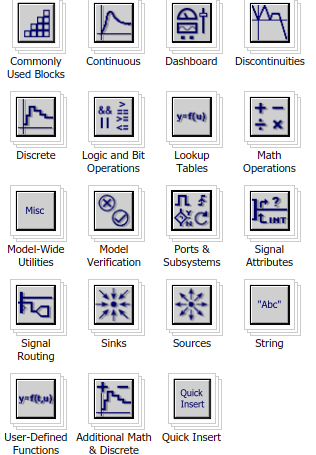 Commonly
Used Blocks
Continuous
Dashboard
Discontinuities
Discrete
&& >
|| ==
>=
<=
Logic and Bit
Operations
y=f(u)
Lookup
Tables
+ −
÷ ×
Math
Operations
Misc
Model-Wide
Utilities
Model
Verification
Y
N
Ports &
Subsystems
?
INT
Signal
Attributes
Signal
Routing
Sinks
Sources
"Abc"
String
y=f(t,u)
User-Defined
Functions
+ −
Additional Math
& Discrete
Quick
Insert
Quick Insert